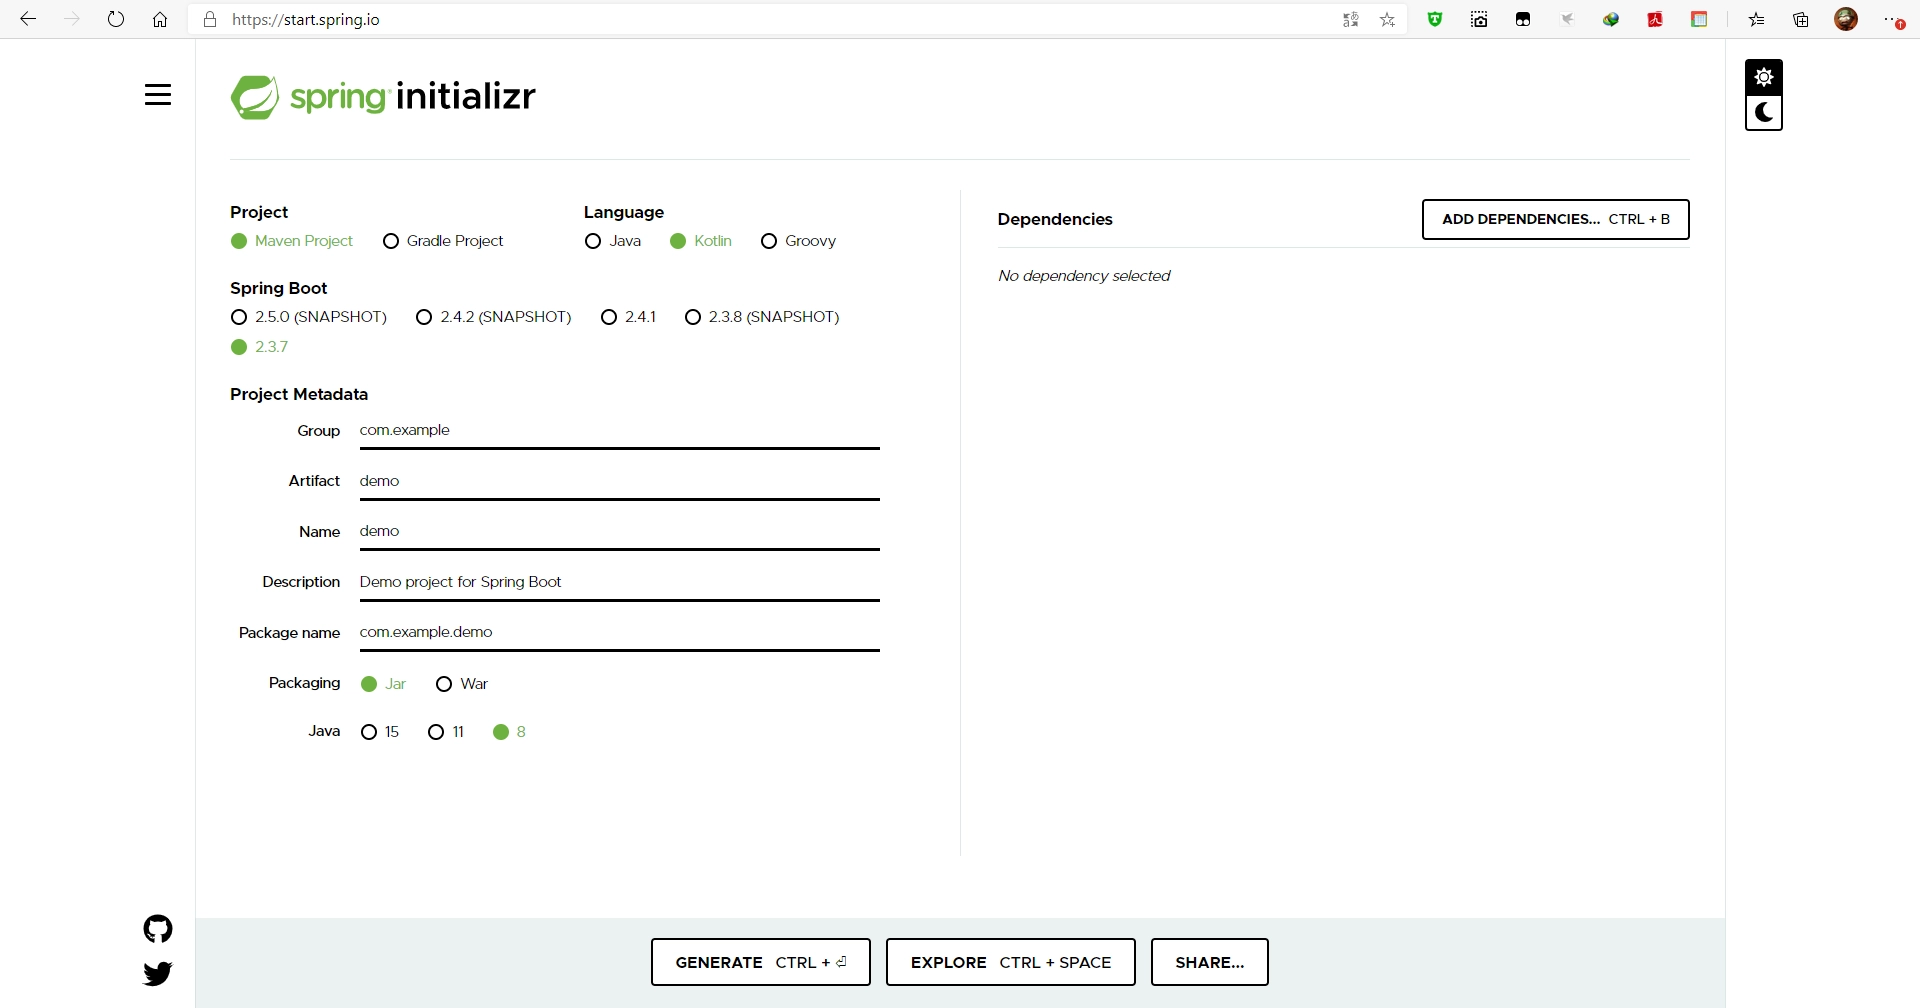 https://start.spring.io
spring initializr
Project
Maven Project Gradle Project
Language
Java Kotlin Groovy
Spring Boot
2.5.0 (SNAPSHOT) 2.4.2 (SNAPSHOT) 2.4.1 2.3.8 (SNAPSHOT)
2.3.7
Project Metadata
Group com.example
Artifact demo
Name demo
Description Demo project for Spring Boot
Package name com.example.demo
Packaging Jar War
Java 15 11 8
Dependencies
ADD DEPENDENCIES... CTRL + B
No dependency selected
GENERATE CTRL + ⏎
EXPLORE CTRL + SPACE
SHARE...